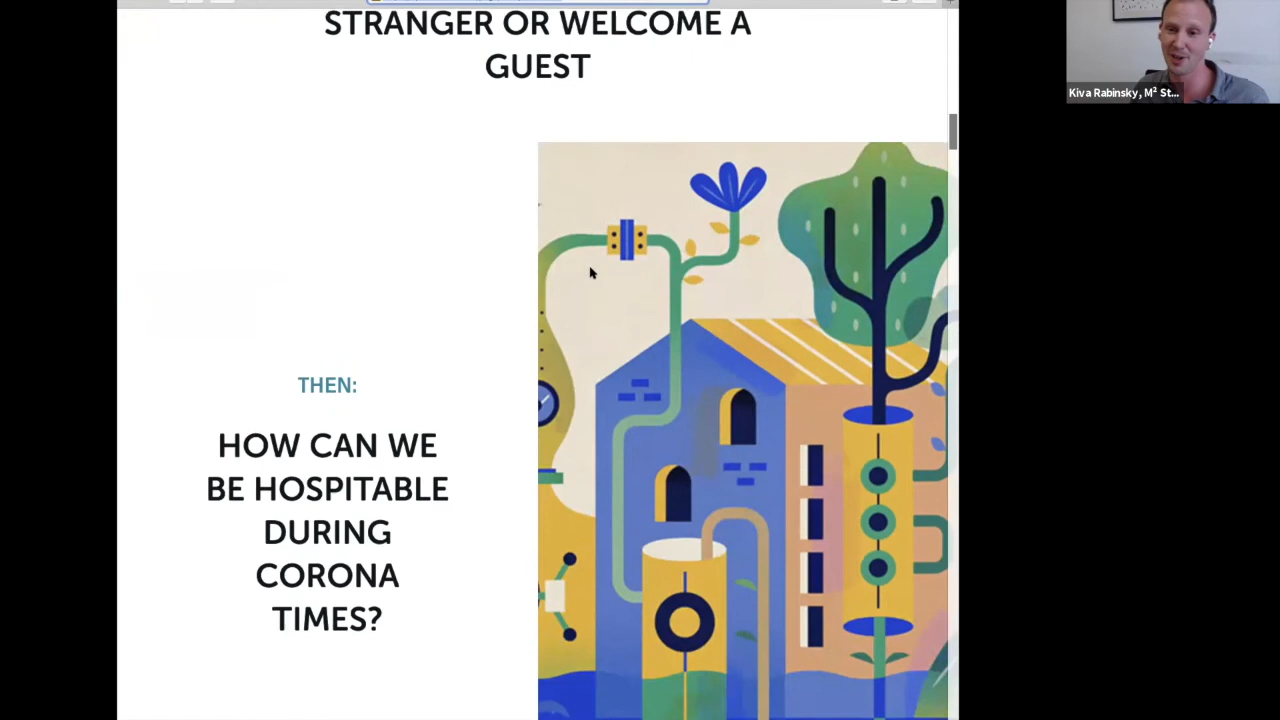 STRANGER OR WELCOME A
GUEST
THEN:
HOW CAN WE
BE HOSPITABLE
DURING
CORONA
TIMES?
Kiva Rabinsky, M² St...